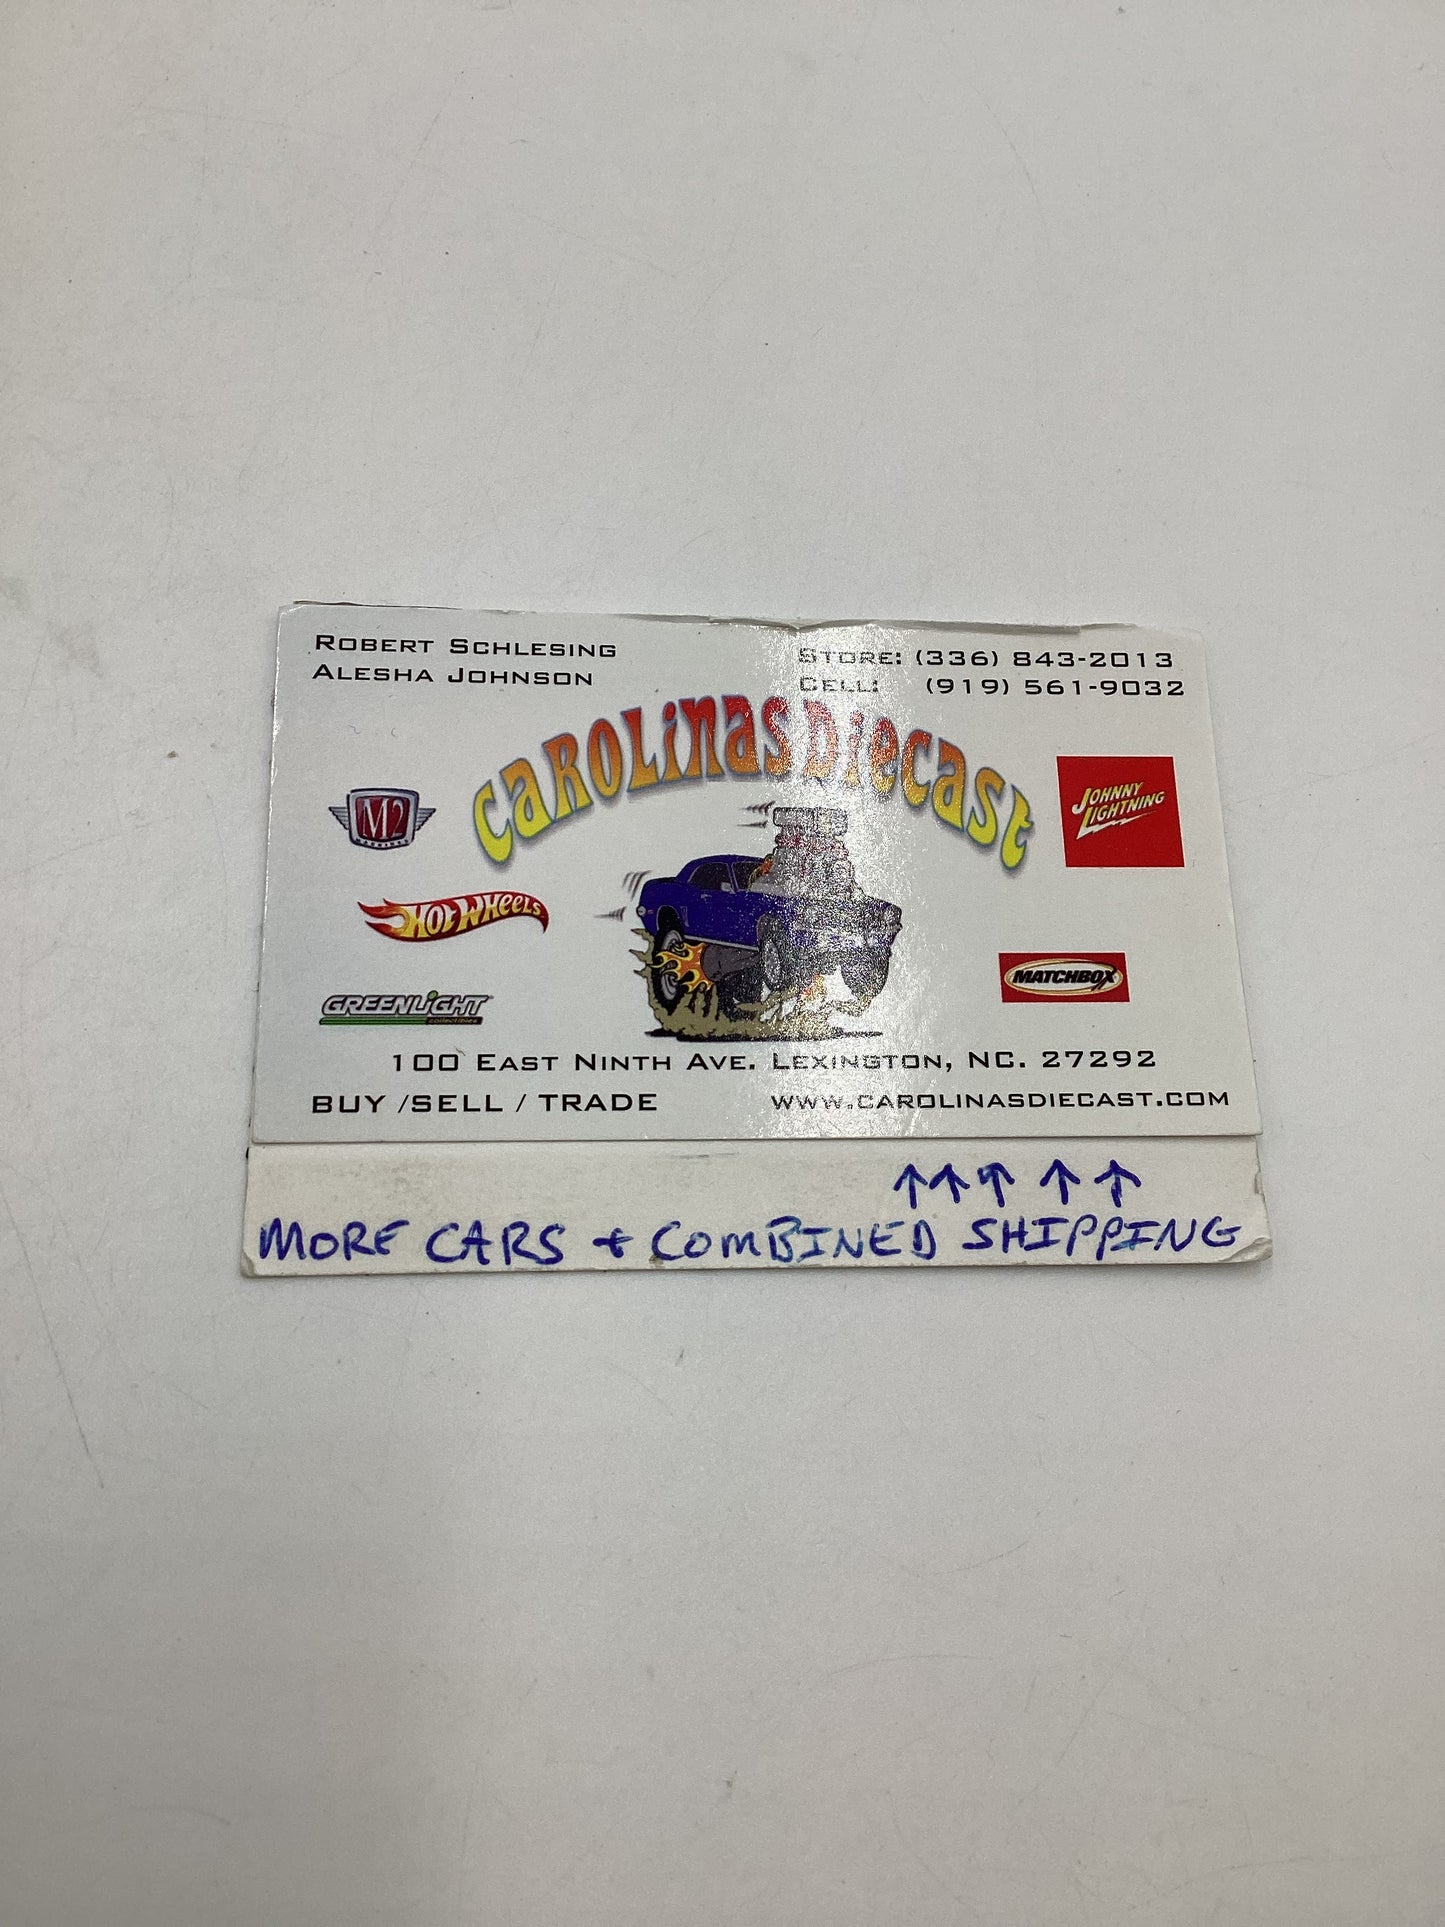 ROBERT SCHLESING
ALESHA JOHNSON
STORE: (336) 843-2013
CELL: (919) 561-9032
CAROLINAS DIECAST
M2
MACHINES
JOHNNY
LIGHTNING
HOT WHEELS
MATCHBOX
GREENLIGHT
collectibles
100 EAST NINTH AVE. LEXINGTON, NC. 27292
BUY /SELL / TRADE
WWW.CAROLINASDIECAST.COM
↑↑↑↑↑
MORE CARS + COMBINED SHIPPING